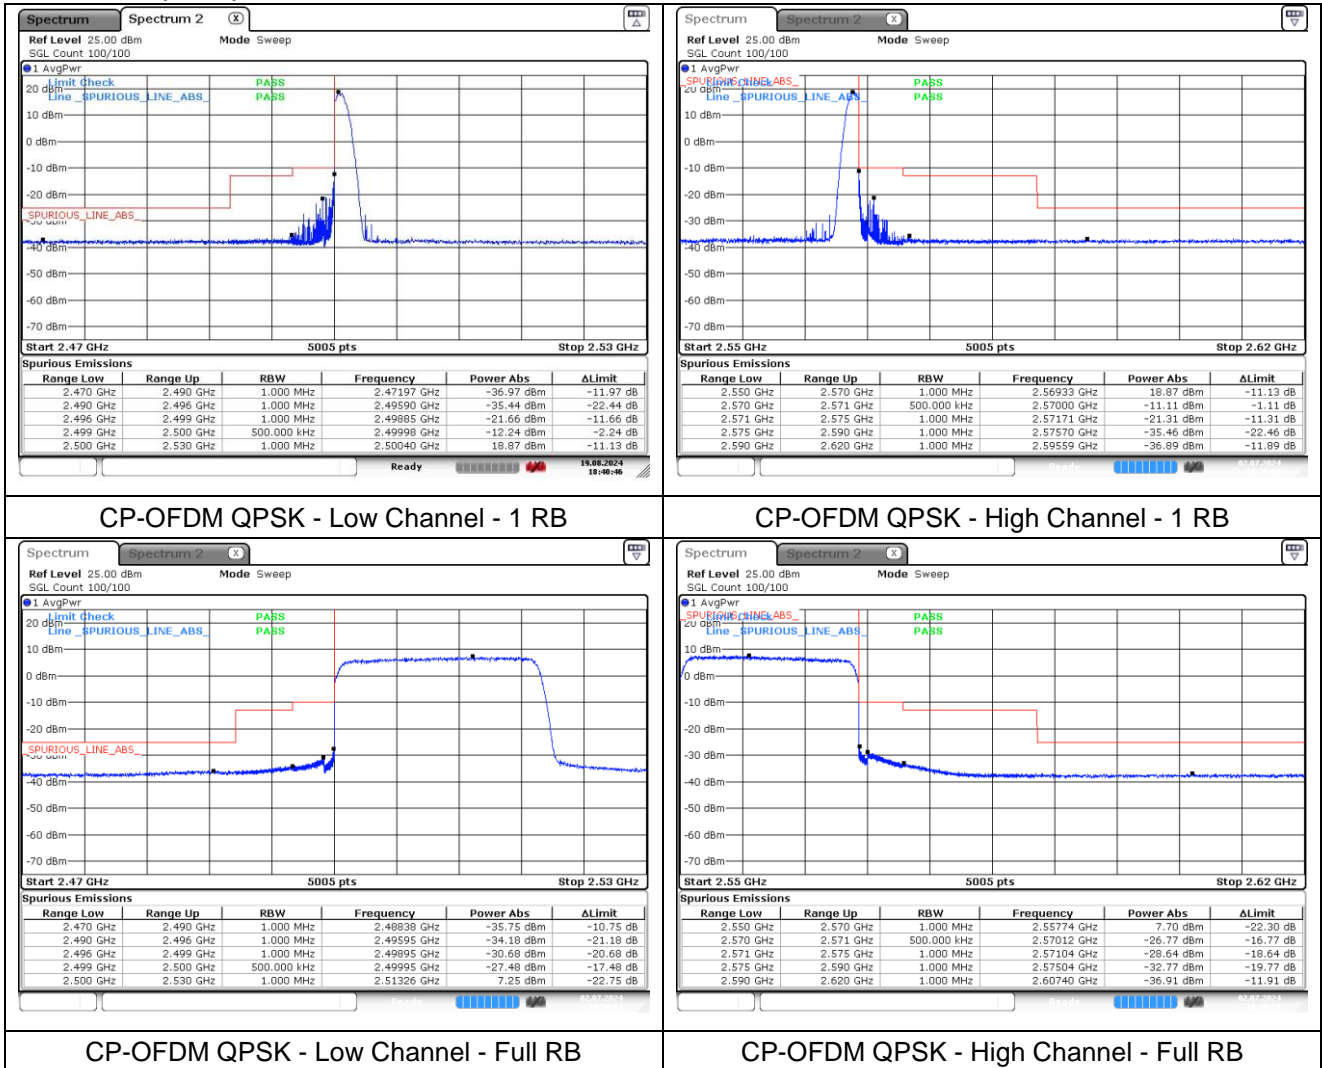 Spectrum Spectrum 2 X
Ref Level 25.00 dBm Mode Sweep
SGL Count 100/100
1 AvgPwr
Limit Check PASS
Line _SPURIOUS_LINE_ABS_ PASS
20 dBm
10 dBm
0 dBm
-10 dBm
-20 dBm
_SPURIOUS_LINE_ABS_
-30 dBm
-40 dBm
-50 dBm
-60 dBm
-70 dBm
Start 2.47 GHz 5005 pts Stop 2.53 GHz
Spurious Emissions
Range Low Range Up RBW Frequency Power Abs ΔLimit
2.470 GHz 2.490 GHz 1.000 MHz 2.47197 GHz -36.97 dBm -11.97 dB
2.490 GHz 2.496 GHz 1.000 MHz 2.49590 GHz -35.44 dBm -22.44 dB
2.496 GHz 2.499 GHz 1.000 MHz 2.49885 GHz -21.66 dBm -11.66 dB
2.499 GHz 2.500 GHz 500.000 kHz 2.49998 GHz -12.24 dBm -2.24 dB
2.500 GHz 2.530 GHz 1.000 MHz 2.50040 GHz 18.87 dBm -11.13 dB
Ready 19.08.2024
18:40:46
CP-OFDM QPSK - Low Channel - 1 RB
Spectrum Spectrum 2 X
Ref Level 25.00 dBm Mode Sweep
SGL Count 100/100
1 AvgPwr
_SPURIOUS_LINE_ABS_
Limit Check PASS
Line _SPURIOUS_LINE_ABS_ PASS
20 dBm
10 dBm
0 dBm
-10 dBm
-20 dBm
-30 dBm
-40 dBm
-50 dBm
-60 dBm
-70 dBm
Start 2.55 GHz 5005 pts Stop 2.62 GHz
Spurious Emissions
Range Low Range Up RBW Frequency Power Abs ΔLimit
2.550 GHz 2.570 GHz 1.000 MHz 2.56933 GHz 18.87 dBm -11.13 dB
2.570 GHz 2.571 GHz 500.000 kHz 2.57000 GHz -11.11 dBm -1.11 dB
2.571 GHz 2.575 GHz 1.000 MHz 2.57171 GHz -21.31 dBm -11.31 dB
2.575 GHz 2.590 GHz 1.000 MHz 2.57570 GHz -35.46 dBm -22.46 dB
2.590 GHz 2.620 GHz 1.000 MHz 2.59559 GHz -36.89 dBm -11.89 dB
Ready 02.07.2024
CP-OFDM QPSK - High Channel - 1 RB
Spectrum Spectrum 2 X
Ref Level 25.00 dBm Mode Sweep
SGL Count 100/100
1 AvgPwr
Limit Check PASS
Line _SPURIOUS_LINE_ABS_ PASS
20 dBm
10 dBm
0 dBm
-10 dBm
-20 dBm
_SPURIOUS_LINE_ABS_
-30 dBm
-40 dBm
-50 dBm
-60 dBm
-70 dBm
Start 2.47 GHz 5005 pts Stop 2.53 GHz
Spurious Emissions
Range Low Range Up RBW Frequency Power Abs ΔLimit
2.470 GHz 2.490 GHz 1.000 MHz 2.48838 GHz -35.75 dBm -10.75 dB
2.490 GHz 2.496 GHz 1.000 MHz 2.49595 GHz -34.18 dBm -21.18 dB
2.496 GHz 2.499 GHz 1.000 MHz 2.49895 GHz -30.68 dBm -20.68 dB
2.499 GHz 2.500 GHz 500.000 kHz 2.49995 GHz -27.48 dBm -17.48 dB
2.500 GHz 2.530 GHz 1.000 MHz 2.51326 GHz 7.25 dBm -22.75 dB
Ready 02.07.2024
CP-OFDM QPSK - Low Channel - Full RB
Spectrum Spectrum 2 X
Ref Level 25.00 dBm Mode Sweep
SGL Count 100/100
1 AvgPwr
_SPURIOUS_LINE_ABS_
Limit Check PASS
Line _SPURIOUS_LINE_ABS_ PASS
20 dBm
10 dBm
0 dBm
-10 dBm
-20 dBm
-30 dBm
-40 dBm
-50 dBm
-60 dBm
-70 dBm
Start 2.55 GHz 5005 pts Stop 2.62 GHz
Spurious Emissions
Range Low Range Up RBW Frequency Power Abs ΔLimit
2.550 GHz 2.570 GHz 1.000 MHz 2.55774 GHz 7.70 dBm -22.30 dB
2.570 GHz 2.571 GHz 500.000 kHz 2.57012 GHz -26.77 dBm -16.77 dB
2.571 GHz 2.575 GHz 1.000 MHz 2.57104 GHz -28.64 dBm -18.64 dB
2.575 GHz 2.590 GHz 1.000 MHz 2.57504 GHz -32.77 dBm -19.77 dB
2.590 GHz 2.620 GHz 1.000 MHz 2.60740 GHz -36.91 dBm -11.91 dB
Ready 02.07.2024
CP-OFDM QPSK - High Channel - Full RB